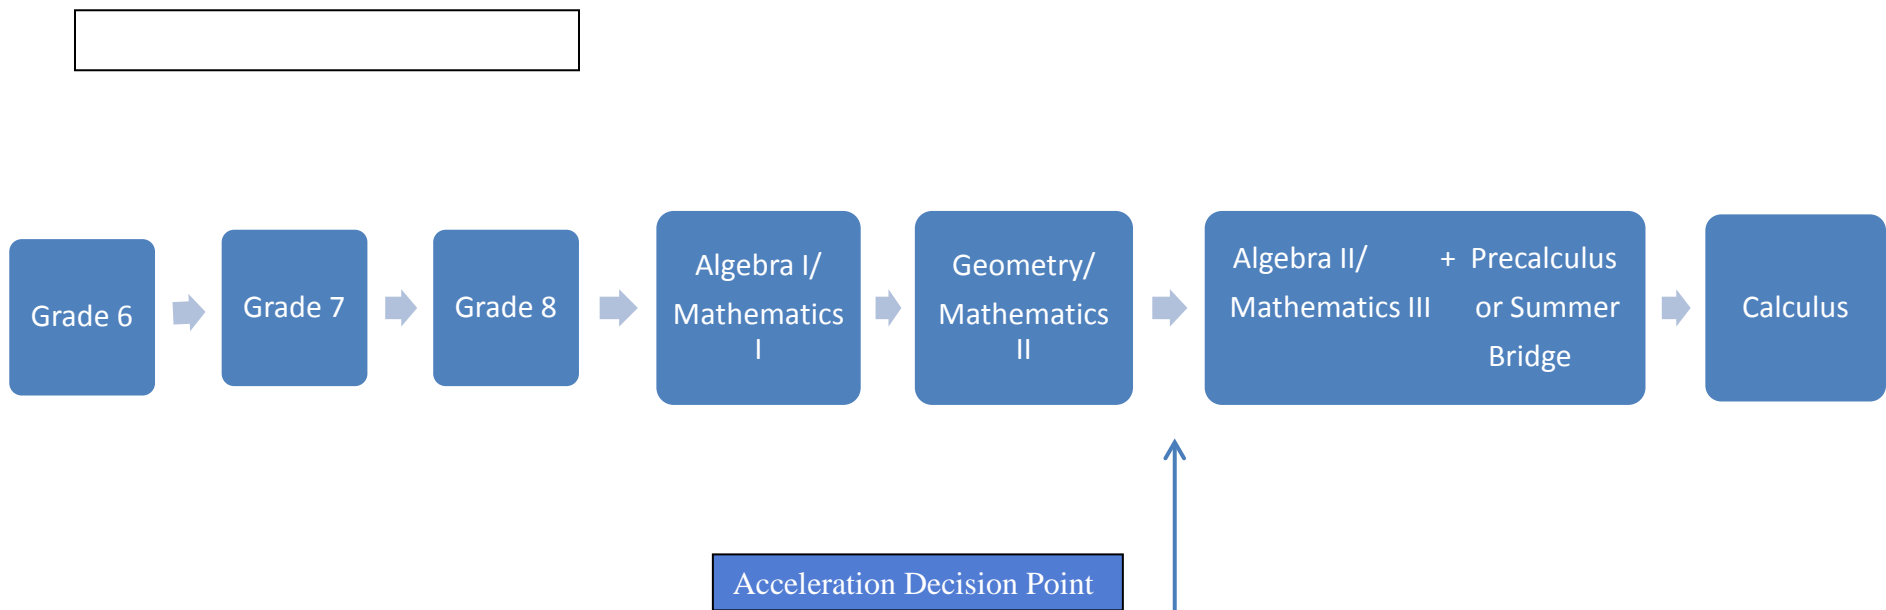 Grade 6
Grade 7
Grade 8
Algebra I/
Mathematics
I
Geometry/
Mathematics
II
Algebra II/ + Precalculus
Mathematics III or Summer
Bridge
Calculus
Acceleration Decision Point